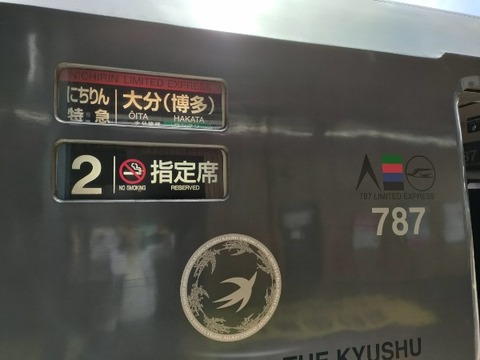 NICHIRIN LIMITED EXPRESS
にちりん 大分(博多)
特急 ŌITA HAKATA
2 NO SMOKING 指定席
RESERVED
787 LIMITED EXPRESS
787
THE KYUSHU